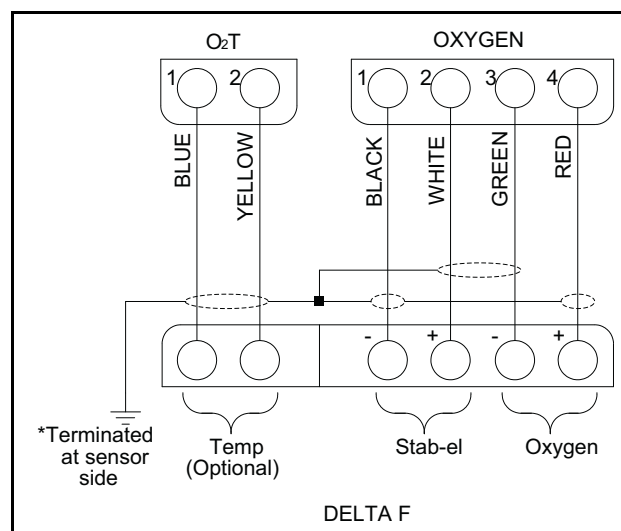 O2T OXYGEN
1 2 1 2 3 4
BLUE YELLOW BLACK WHITE GREEN RED
- + - +
*Terminated
at sensor
side
Temp
(Optional)
Stab-el
Oxygen
DELTA F